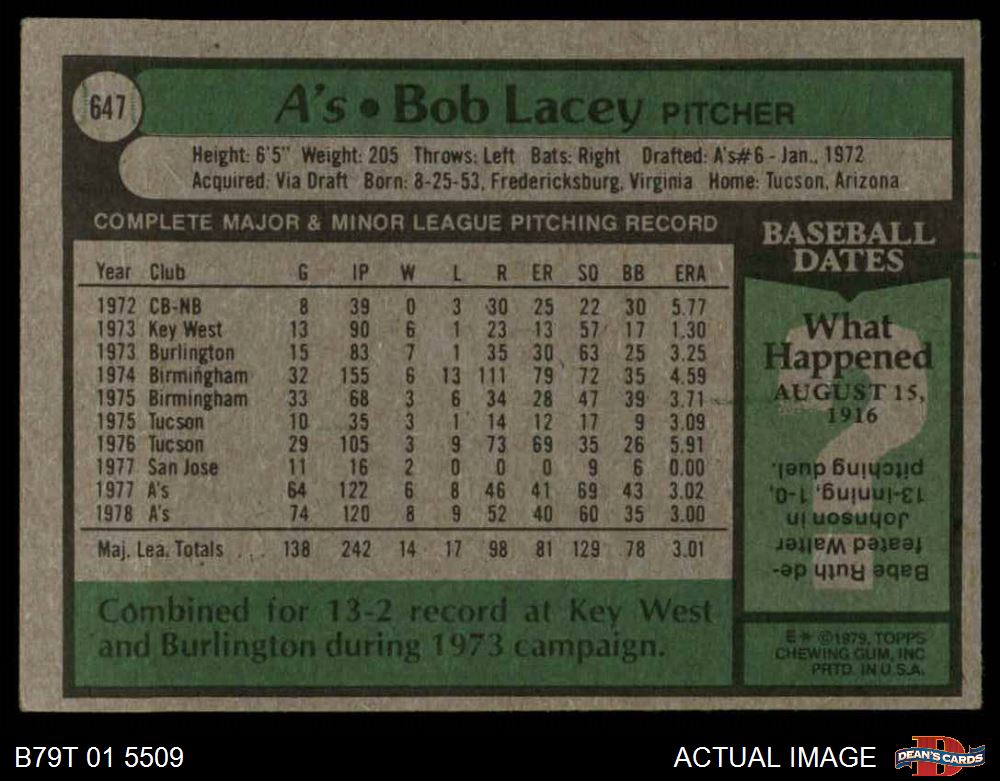 647
A's • Bob Lacey PITCHER
Height: 6'5" Weight: 205 Throws: Left Bats: Right Drafted: A's#6 - Jan., 1972
Acquired: Via Draft Born: 8-25-53, Fredericksburg, Virginia Home: Tucson, Arizona
COMPLETE MAJOR & MINOR LEAGUE PITCHING RECORD
Year Club G IP W L R ER SO BB ERA
1972 CB-NB 8 39 0 3 30 25 22 30 5.77
1973 Key West 13 90 6 1 23 13 57 17 1.30
1973 Burlington 15 83 7 1 35 30 63 25 3.25
1974 Birmingham 32 155 6 13 111 79 72 35 4.59
1975 Birmingham 33 68 3 6 34 28 47 39 3.71
1975 Tucson 10 35 3 1 14 12 17 9 3.09
1976 Tucson 29 105 3 9 73 69 35 26 5.91
1977 San Jose 11 16 2 0 0 0 9 6 0.00
1977 A's 64 122 6 8 46 41 69 43 3.02
1978 A's 74 120 8 9 52 40 60 35 3.00
Maj. Lea. Totals . . . 138 242 14 17 98 81 129 78 3.01
Combined for 13-2 record at Key West
and Burlington during 1973 campaign.
BASEBALL
DATES
What
Happened
AUGUST 15,
1916
Babe Ruth de-
feated Walter
Johnson in
13-inning, 1-0,
pitching duel.
E* ©1979, TOPPS
CHEWING GUM, INC
PRTD. IN U.S.A.
B79T 01 5509
ACTUAL IMAGE
D
DEAN'S CARDS